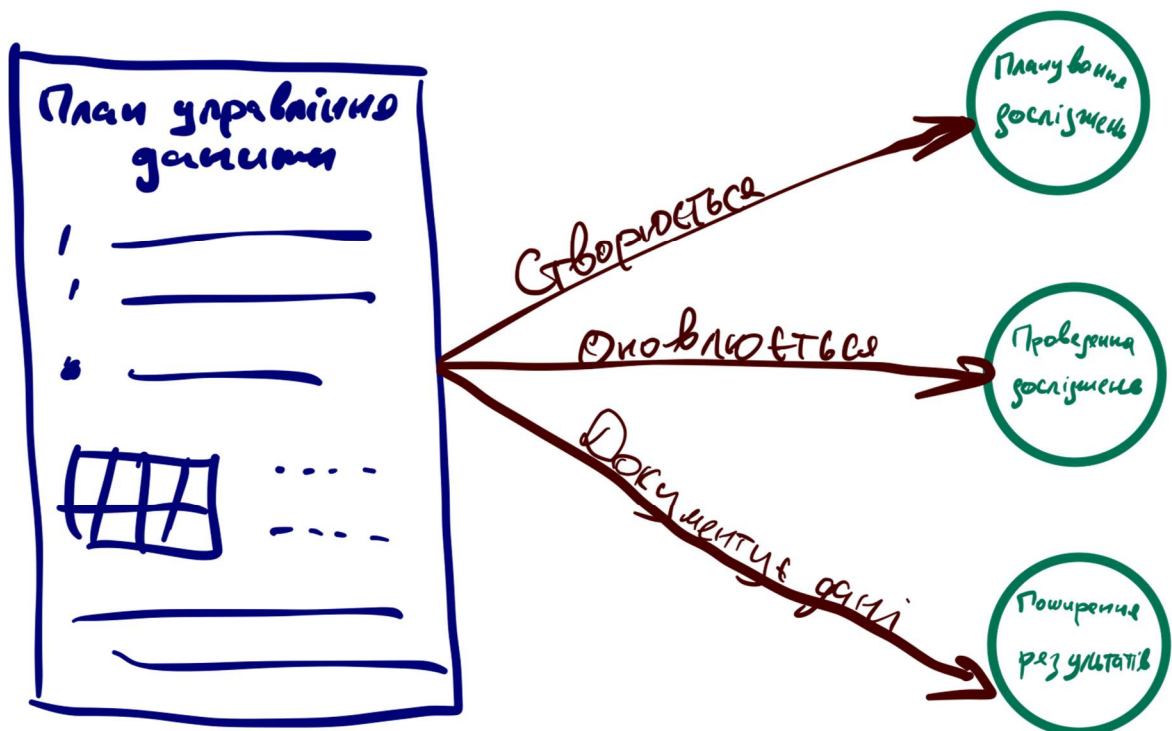 План управління
даними
Створюється
Планування
досліджень
Оновлюється
Проведення
досліджень
Документує дані
Поширення
результатів